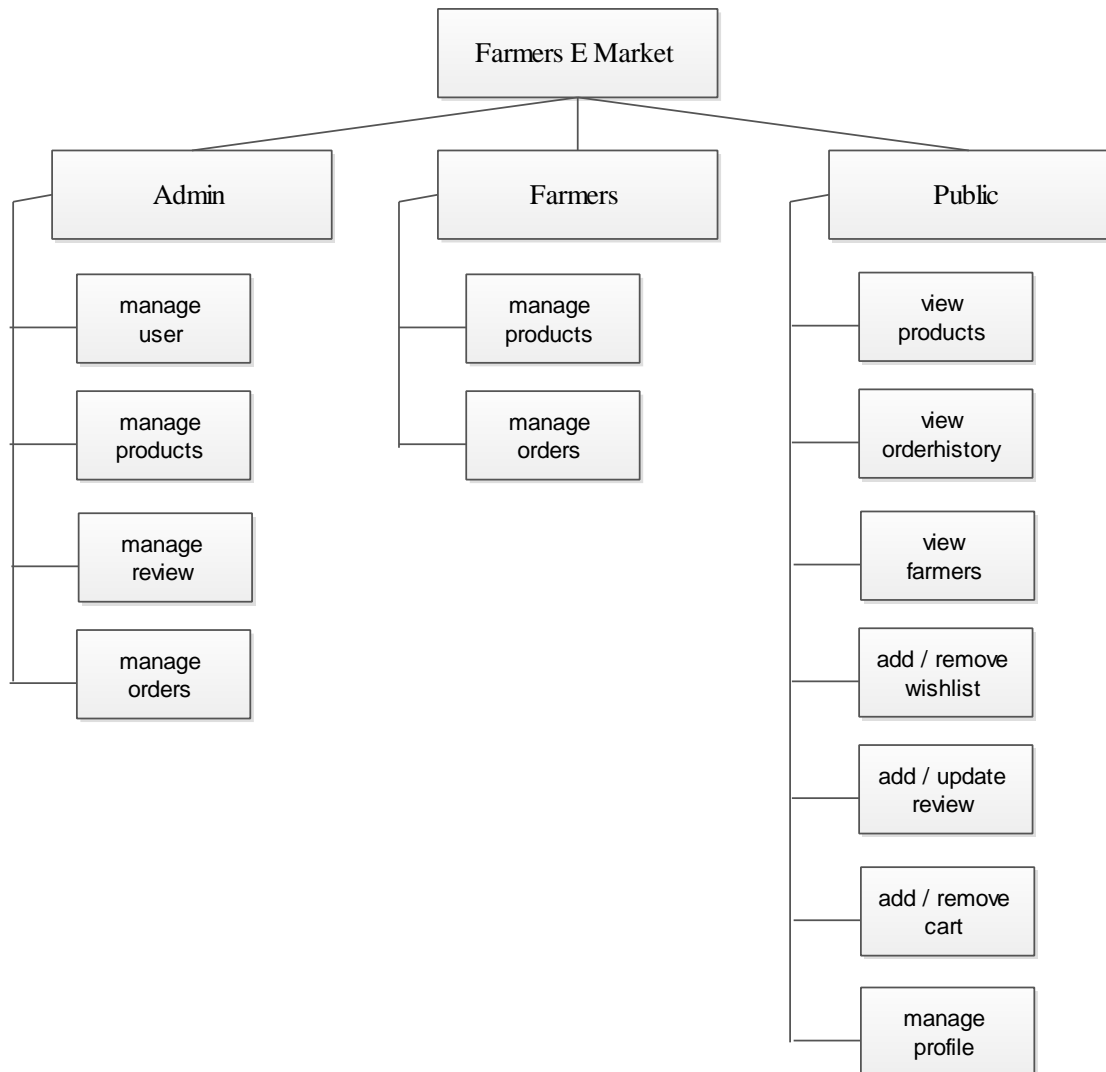 Farmers E Market
Admin
Farmers
Public
manage
user
manage
products
manage
review
manage
orders
manage
products
manage
orders
view
products
view
orderhistory
view
farmers
add / remove
wishlist
add / update
review
add / remove
cart
manage
profile